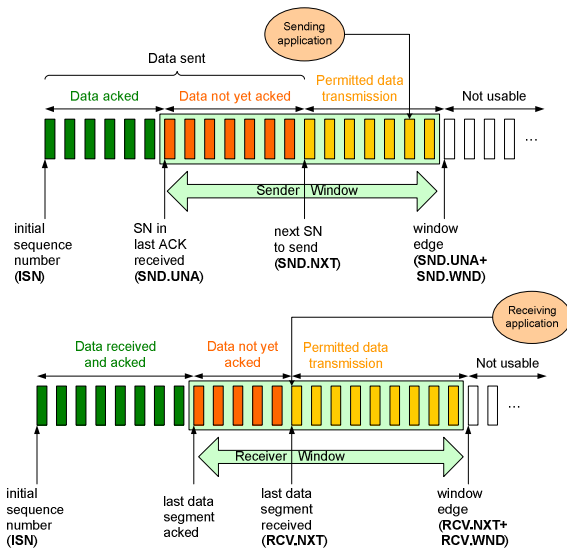 Sending
application
Data sent
Data acked
Data not yet acked
Permitted data
transmission
Not usable
...
Sender Window
initial
sequence
number
(ISN)
SN in
last ACK
received
(SND.UNA)
next SN
to send
(SND.NXT)
window
edge
(SND.UNA+
SND.WND)
Receiving
application
Data received
and acked
Data not yet
acked
Permitted data
transmission
Not usable
...
Receiver Window
initial
sequence
number
(ISN)
last data
segment
acked
last data
segment
received
(RCV.NXT)
window
edge
(RCV.NXT+
RCV.WND)